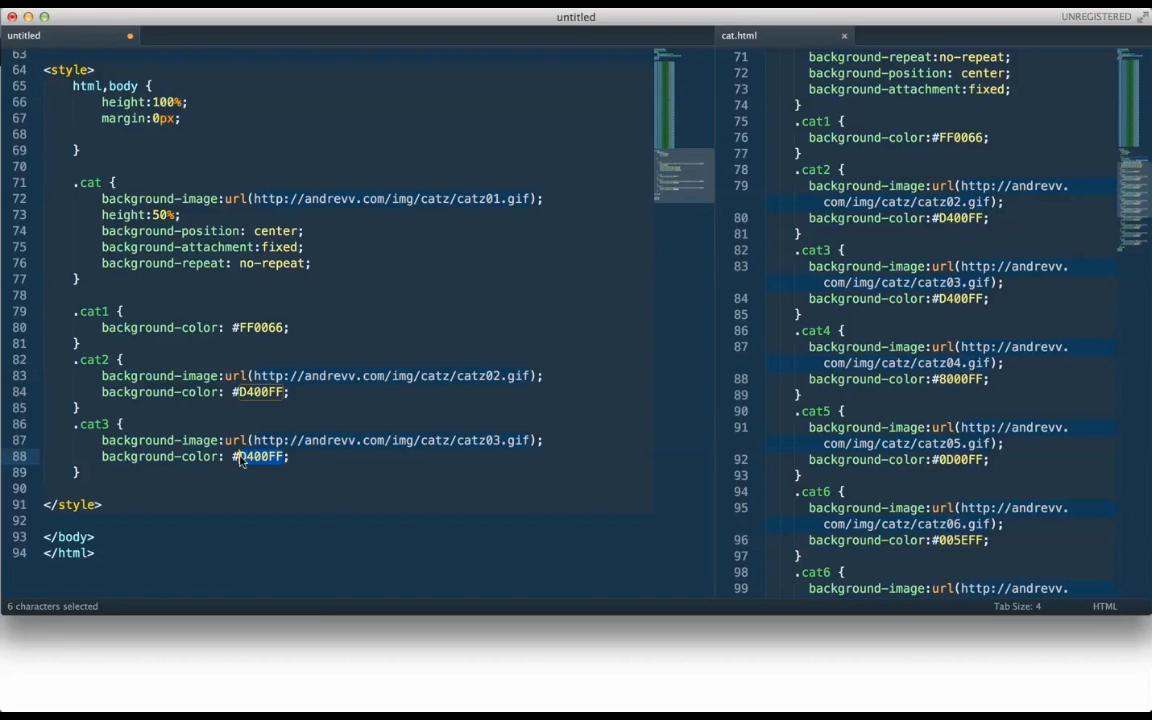 untitled
UNREGISTERED
untitled
cat.html
63
64 <style>
65 html,body {
66 height:100%;
67 margin:0px;
68
69 }
70
71 .cat {
72 background-image:url(http://andrevv.com/img/catz/catz01.gif);
73 height:50%;
74 background-position: center;
75 background-attachment:fixed;
76 background-repeat: no-repeat;
77 }
78
79 .cat1 {
80 background-color: #FF0066;
81 }
82 .cat2 {
83 background-image:url(http://andrevv.com/img/catz/catz02.gif);
84 background-color: #D400FF;
85 }
86 .cat3 {
87 background-image:url(http://andrevv.com/img/catz/catz03.gif);
88 background-color: #D400FF;
89 }
90
91 </style>
92
93 </body>
94 </html>
71 background-repeat:no-repeat;
72 background-position: center;
73 background-attachment:fixed;
74 }
75 .cat1 {
76 background-color:#FF0066;
77 }
78 .cat2 {
79 background-image:url(http://andrevv.
com/img/catz/catz02.gif);
80 background-color:#D400FF;
81 }
82 .cat3 {
83 background-image:url(http://andrevv.
com/img/catz/catz03.gif);
84 background-color:#D400FF;
85 }
86 .cat4 {
87 background-image:url(http://andrevv.
com/img/catz/catz04.gif);
88 background-color:#8000FF;
89 }
90 .cat5 {
91 background-image:url(http://andrevv.
com/img/catz/catz05.gif);
92 background-color:#0D00FF;
93 }
94 .cat6 {
95 background-image:url(http://andrevv.
com/img/catz/catz06.gif);
96 background-color:#005EFF;
97 }
98 .cat6 {
99 background-image:url(http://andrevv.
6 characters selected
Tab Size: 4
HTML